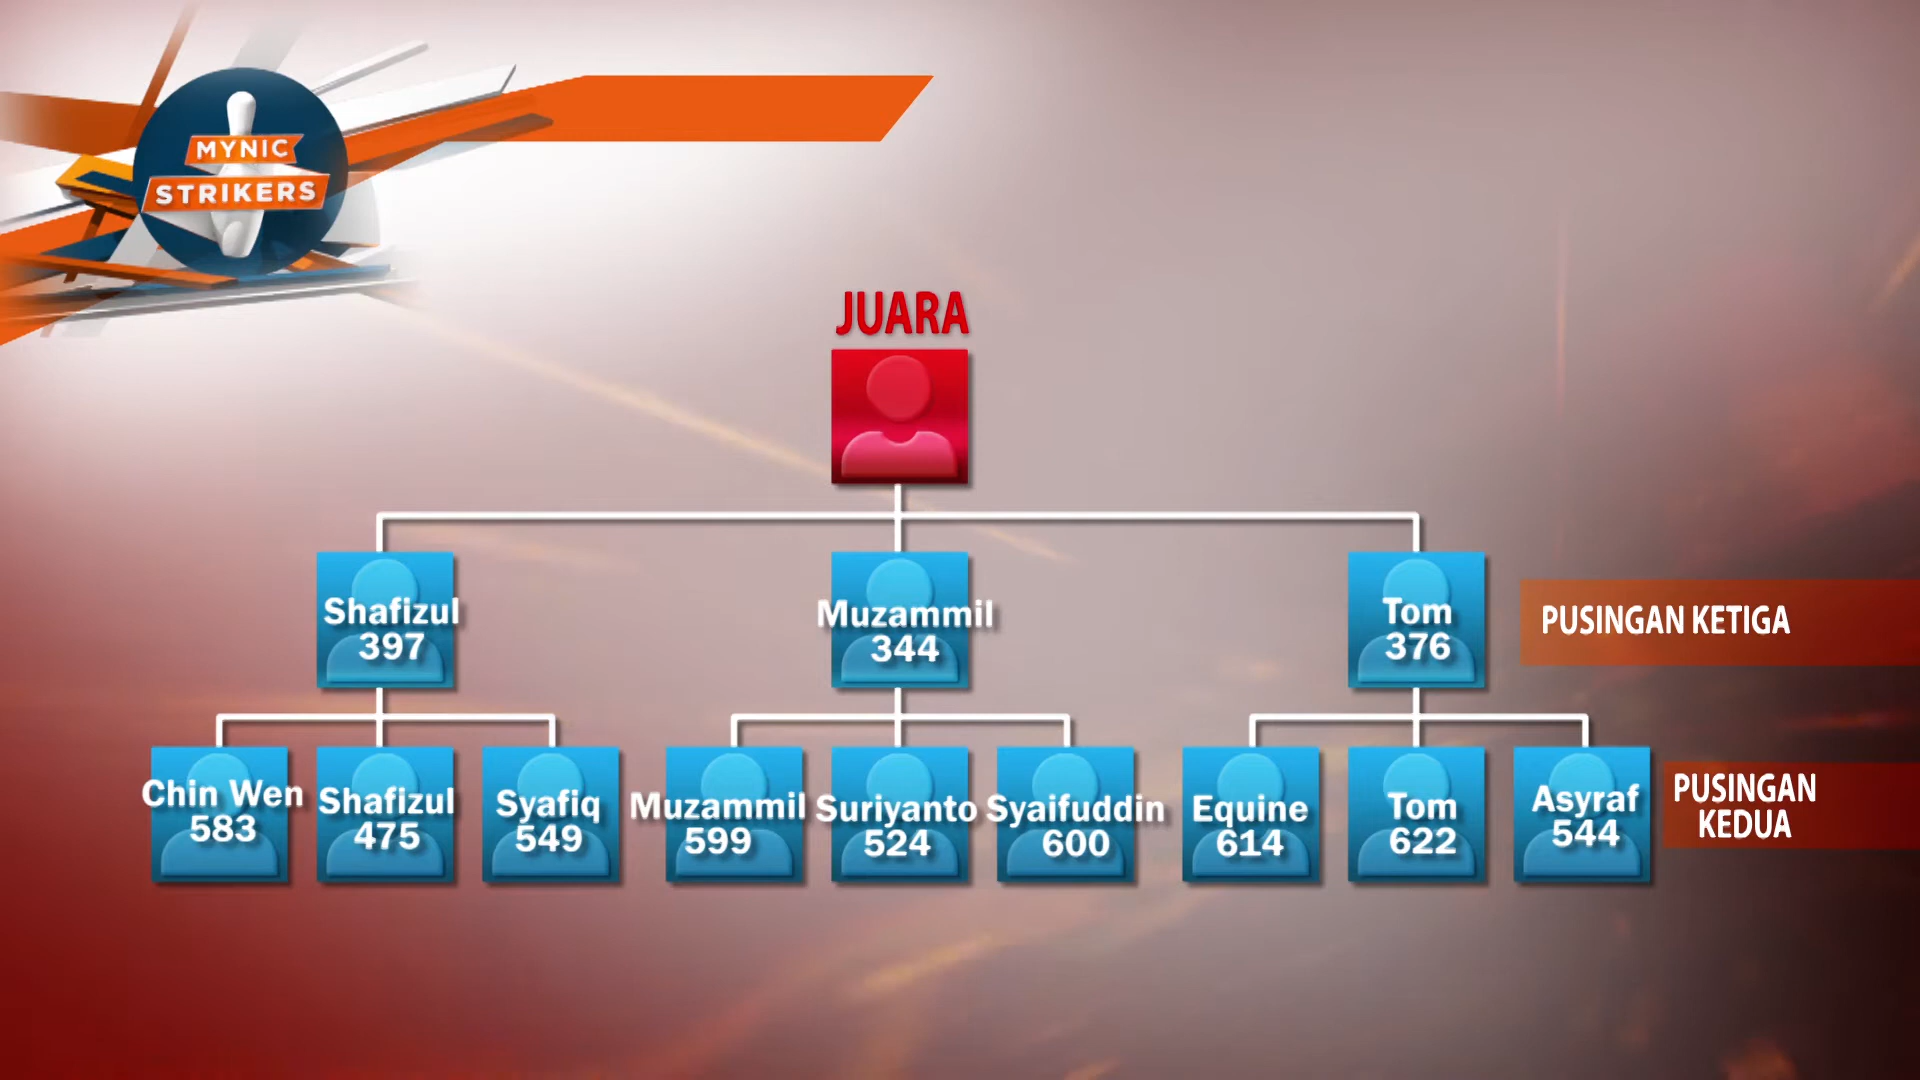 MYNIC
STRIKERS
JUARA
Shafizul
397
Muzammil
344
Tom
376
PUSINGAN KETIGA
Chin Wen
583
Shafizul
475
Syafiq
549
Muzammil
599
Suriyanto
524
Syaifuddin
600
Equine
614
Tom
622
Asyraf
544
PUSINGAN
KEDUA